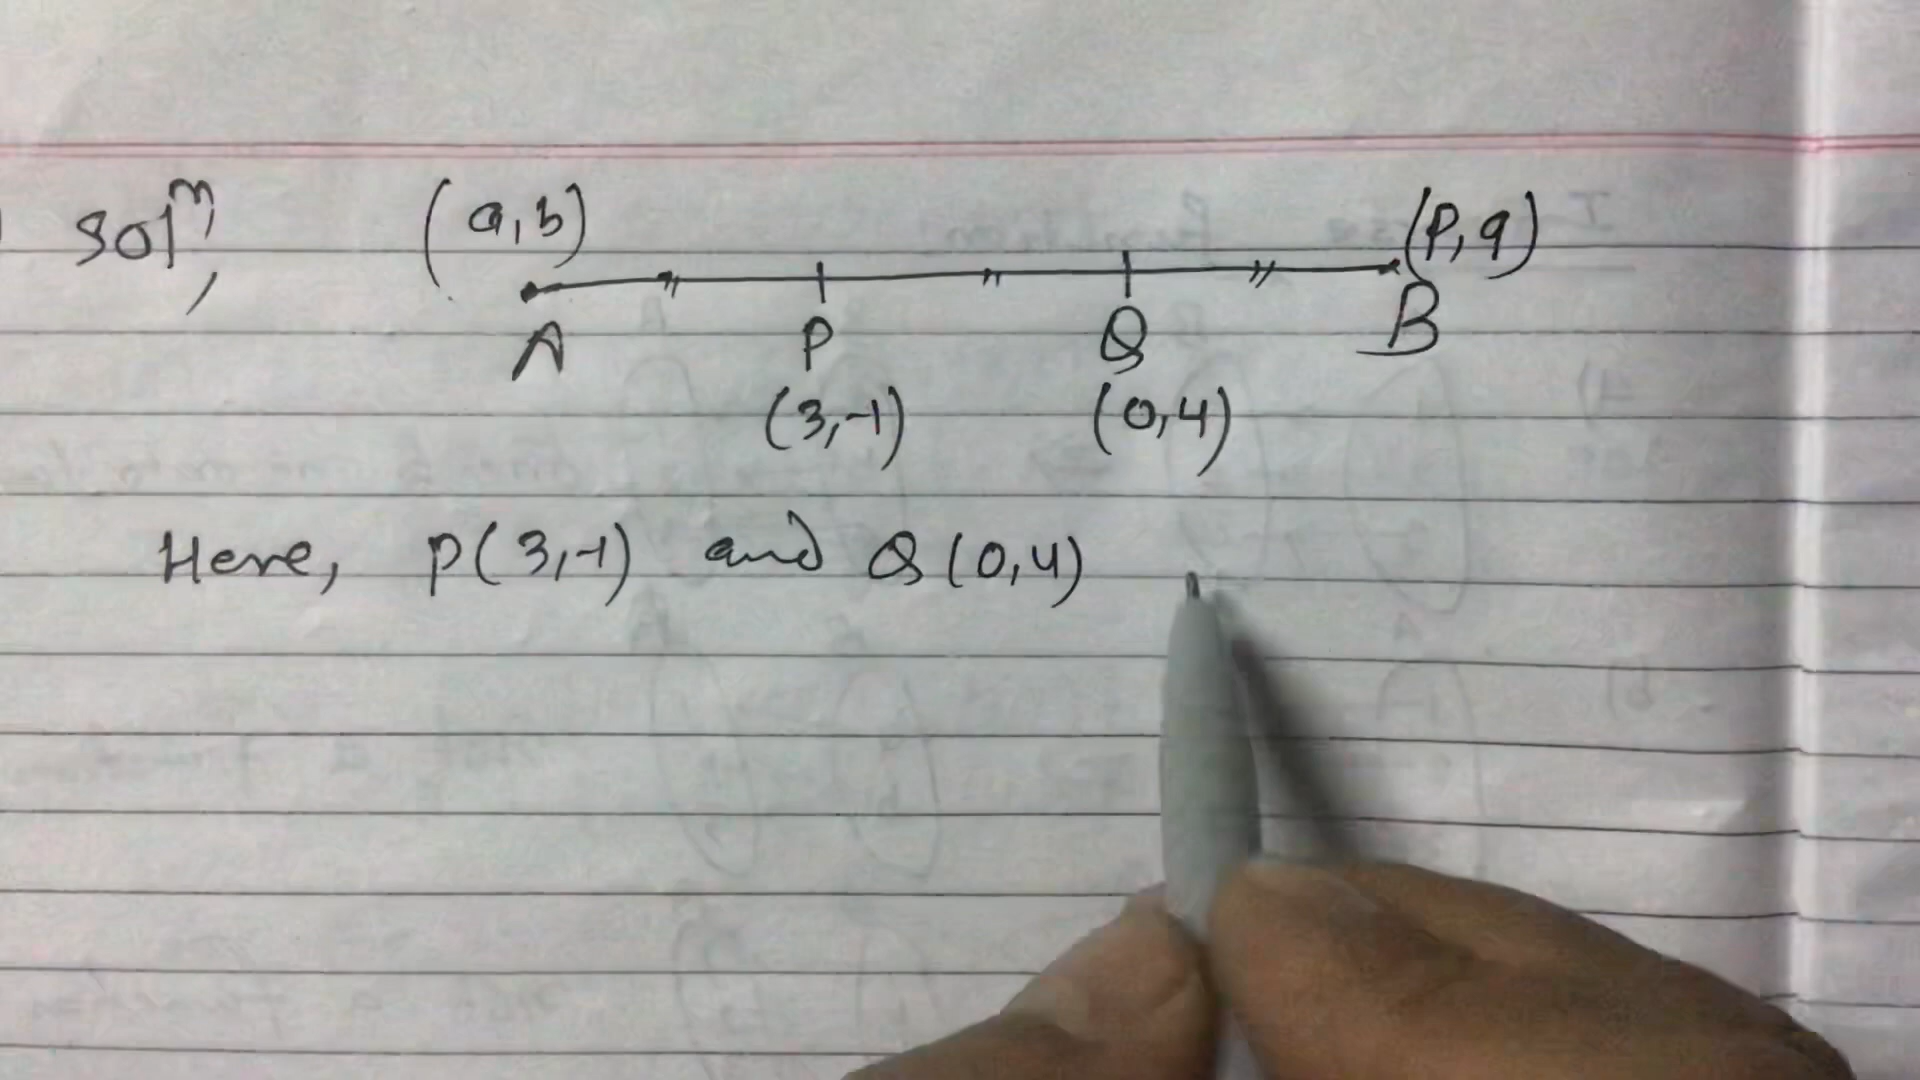 Solⁿ,
(a,b) (P,q)
A P Q B
(3,-1) (0,4)
Here, P(3,-1) and Q(0,4)